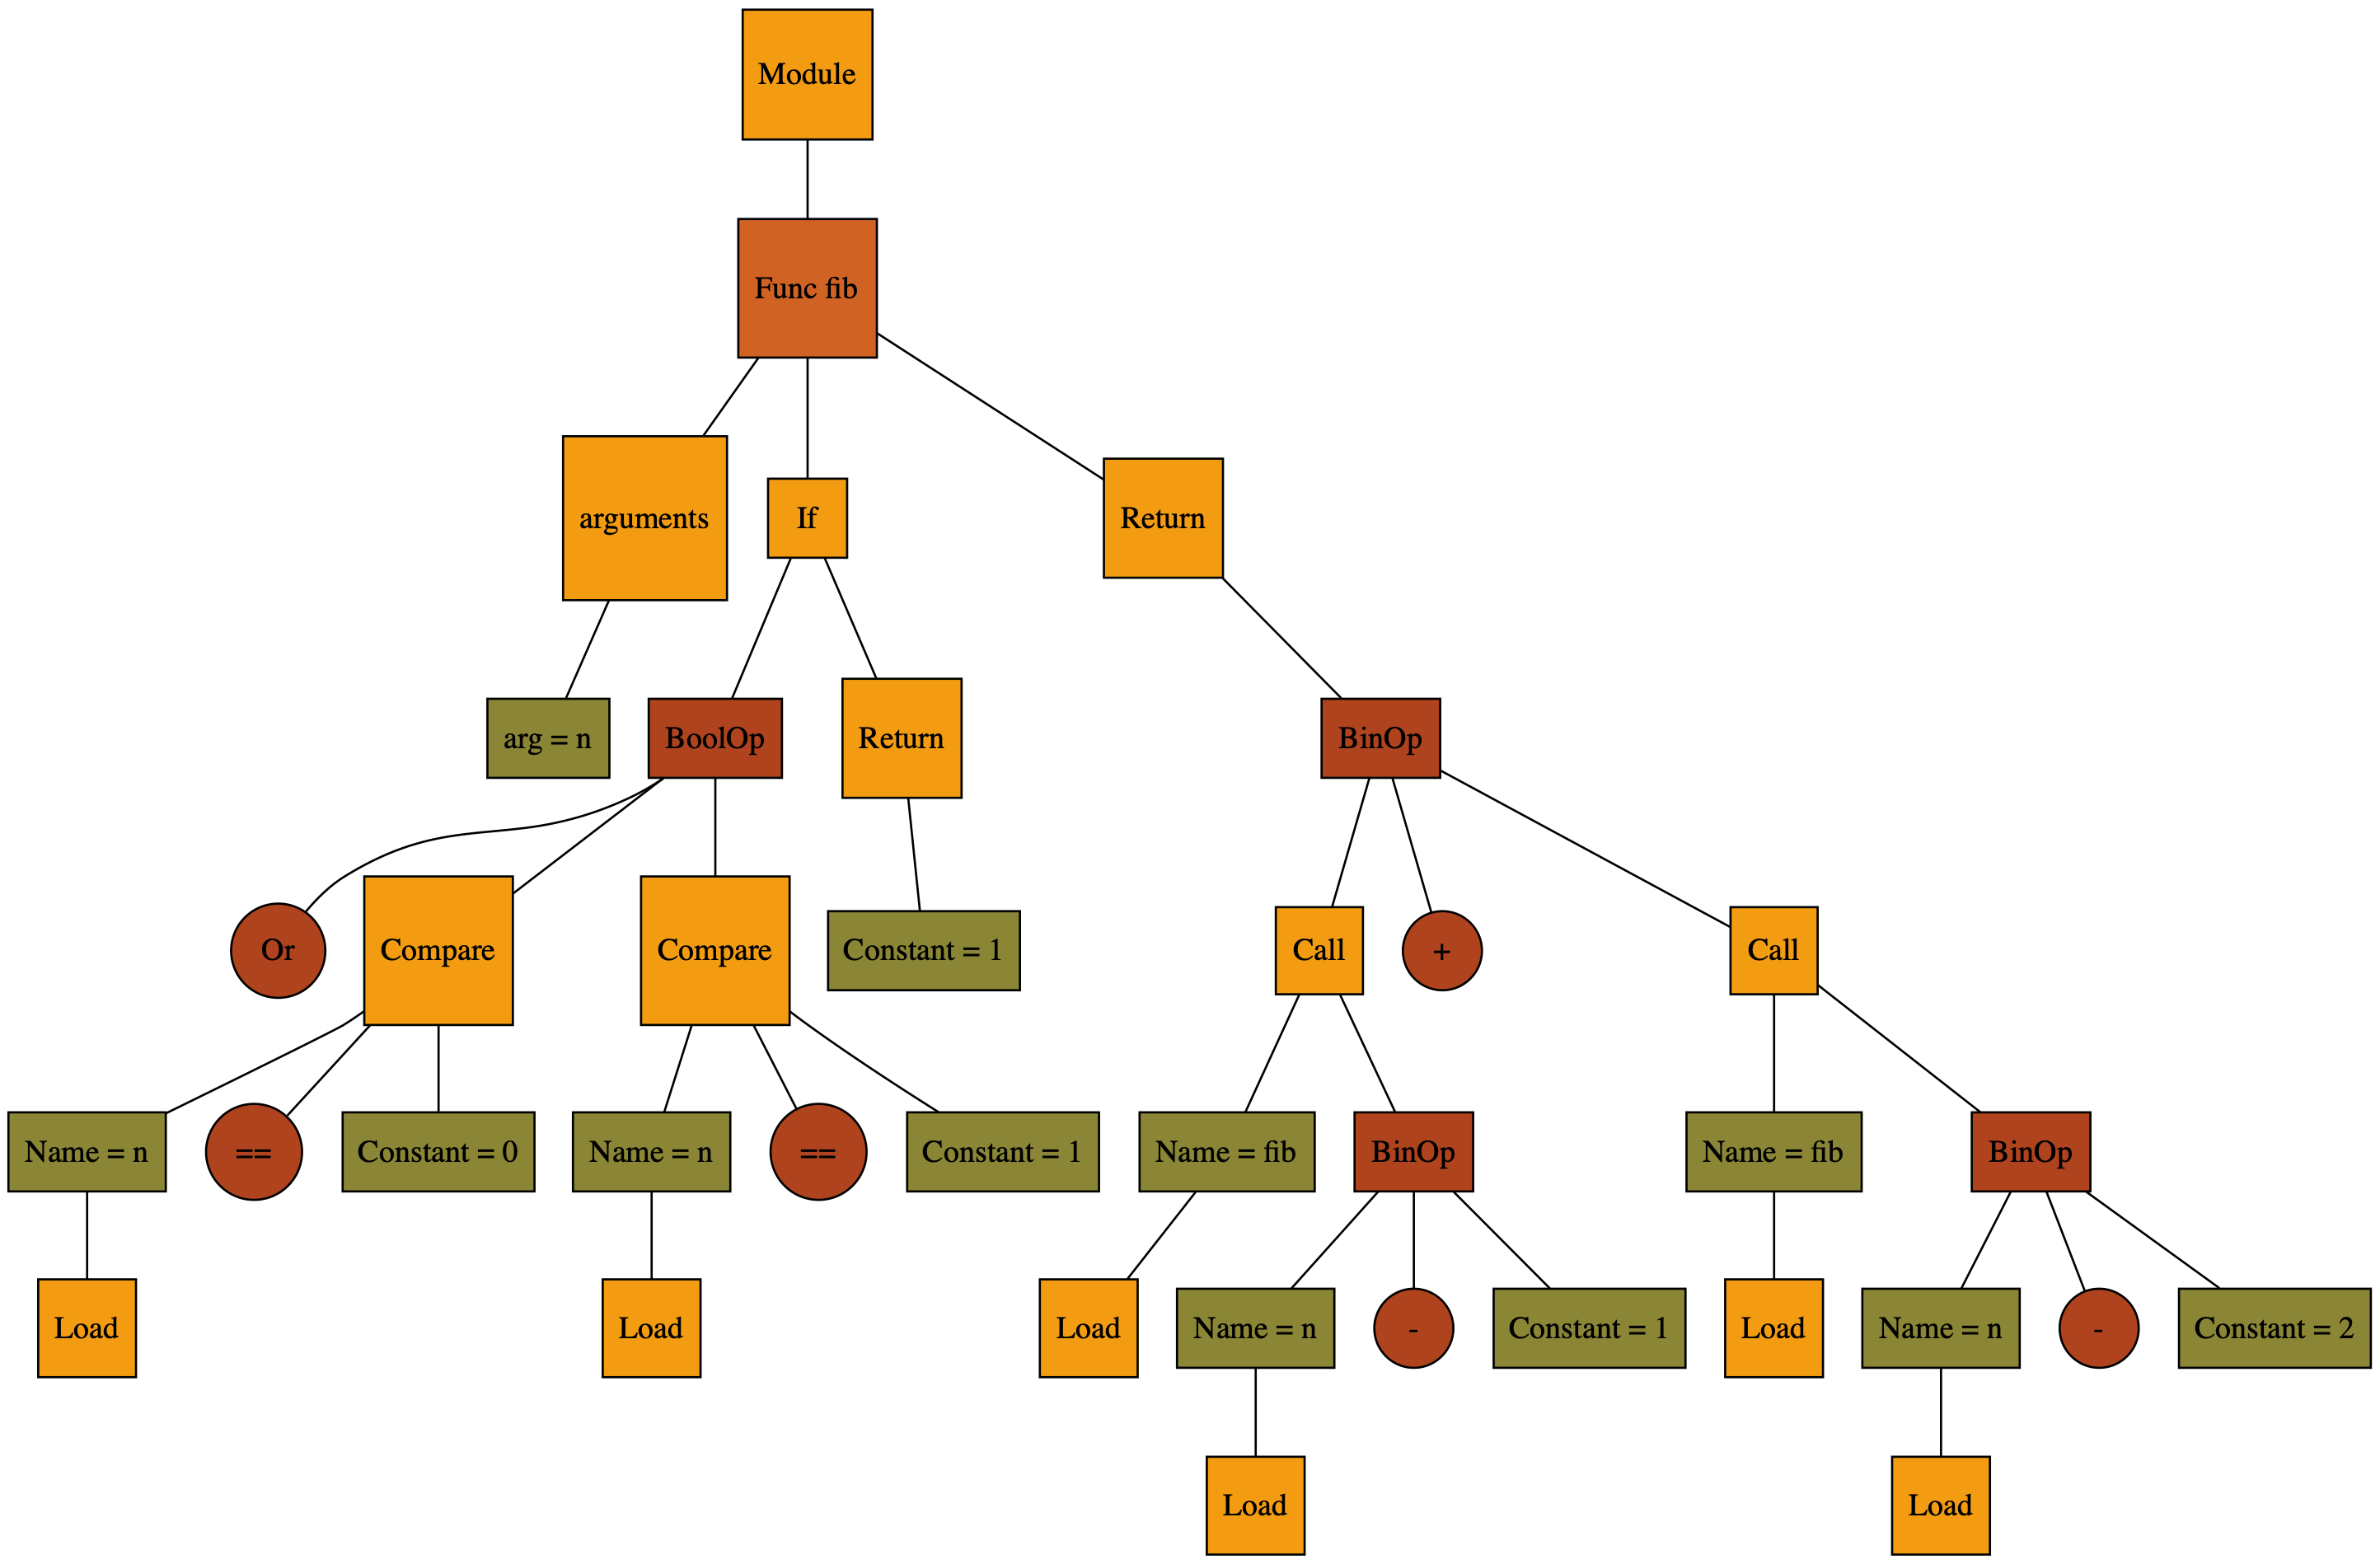 Module
Func fib
arguments
If
Return
arg = n
BoolOp
Return
BinOp
Or
Compare
Compare
Constant = 1
Call
+
Call
Name = n
==
Constant = 0
Name = n
==
Constant = 1
Name = fib
BinOp
Name = fib
BinOp
Load
Load
Load
Name = n
-
Constant = 1
Load
Name = n
-
Constant = 2
Load
Load